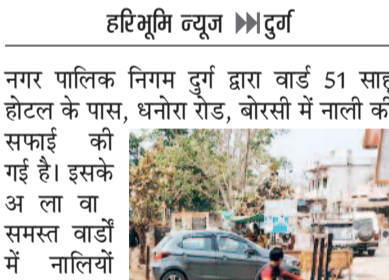 हरिभूमि न्यूज ▶▶ दुर्ग
नगर पालिक निगम दुर्ग द्वारा वार्ड 51 साहू
होटल के पास, धनोरा रोड, बोरसी में नाली की
सफाई की
गई है। इसके
अ ला वा
समस्त वार्डों
में नालियों